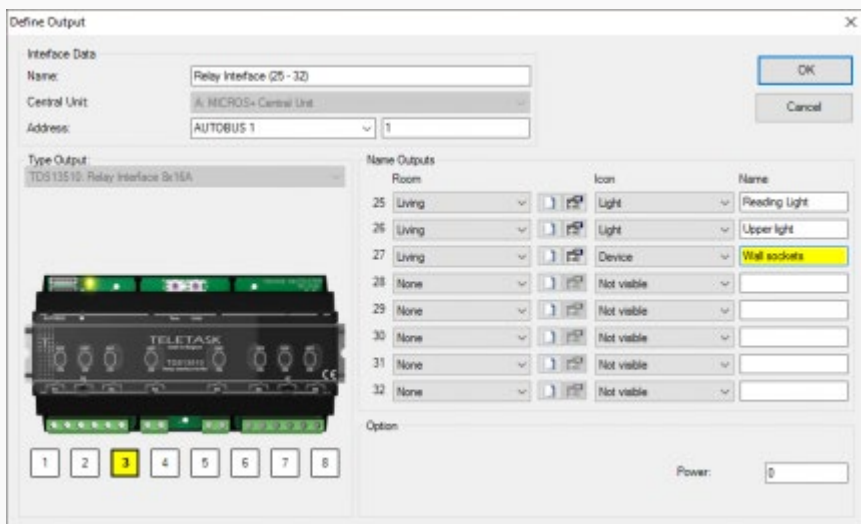 Define Output
Interface Data
Name:
Relay Interface (25 - 32)
OK
Central Unit
A: MICROS+ Central Unit
Cancel
Address:
AUTOBUS 1
1
Type Output:
TDS13510: Relay Interface 8x16A
Name Outputs
Room
Icon
Name
25 Living Light Reading Light
26 Living Light Upper light
27 Living Device Wall sockets
28 None Not visible
29 None Not visible
30 None Not visible
31 None Not visible
32 None Not visible
TELETASK
TDS13510
CE
1 2 3 4 5 6 7 8
Option
Power:
0